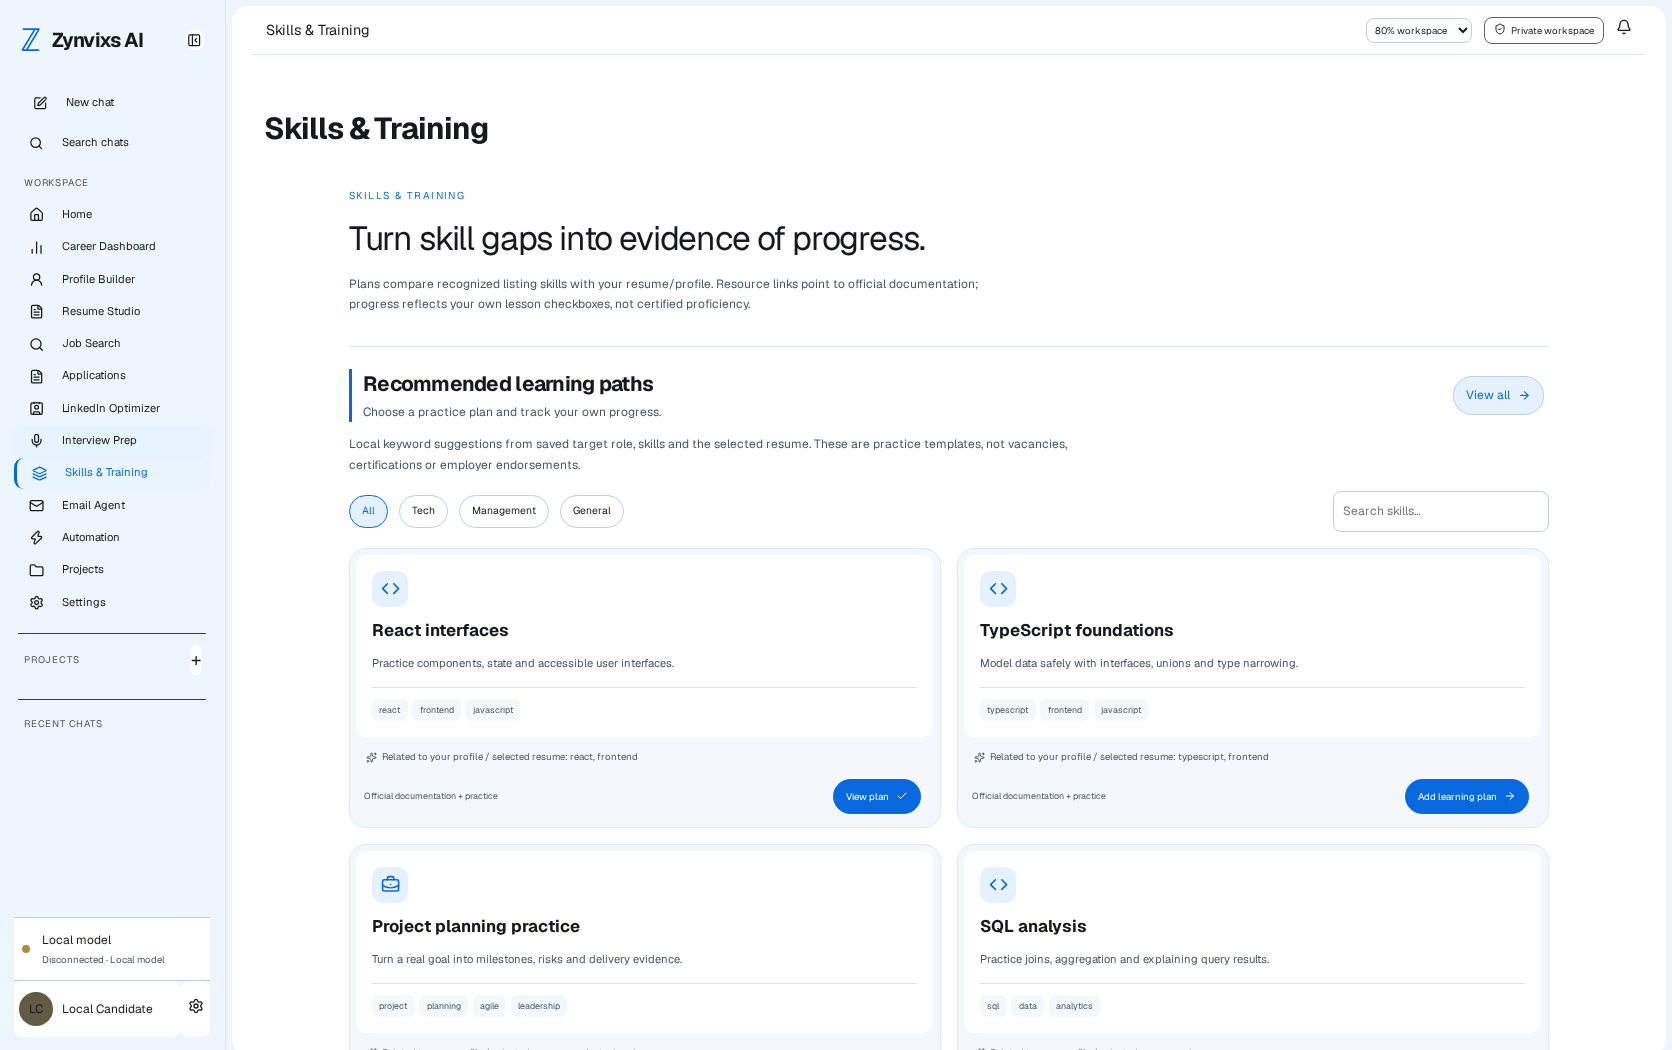 Zynvixs AI
New chat
Search chats
WORKSPACE
Home
Career Dashboard
Profile Builder
Resume Studio
Job Search
Applications
LinkedIn Optimizer
Interview Prep
Skills & Training
Email Agent
Automation
Projects
Settings
PROJECTS
+
RECENT CHATS
Local model
Disconnected · Local model
LC
Local Candidate
Skills & Training
80% workspace
Private workspace
Skills & Training
SKILLS & TRAINING
Turn skill gaps into evidence of progress.
Plans compare recognized listing skills with your resume/profile. Resource links point to official documentation;
progress reflects your own lesson checkboxes, not certified proficiency.
Recommended learning paths
Choose a practice plan and track your own progress.
View all
Local keyword suggestions from saved target role, skills and the selected resume. These are practice templates, not vacancies,
certifications or employer endorsements.
All
Tech
Management
General
Search skills...
React interfaces
Practice components, state and accessible user interfaces.
react
frontend
javascript
Related to your profile / selected resume: react, frontend
Official documentation + practice
View plan
TypeScript foundations
Model data safely with interfaces, unions and type narrowing.
typescript
frontend
javascript
Related to your profile / selected resume: typescript, frontend
Official documentation + practice
Add learning plan
Project planning practice
Turn a real goal into milestones, risks and delivery evidence.
project
planning
agile
leadership
SQL analysis
Practice joins, aggregation and explaining query results.
sql
data
analytics